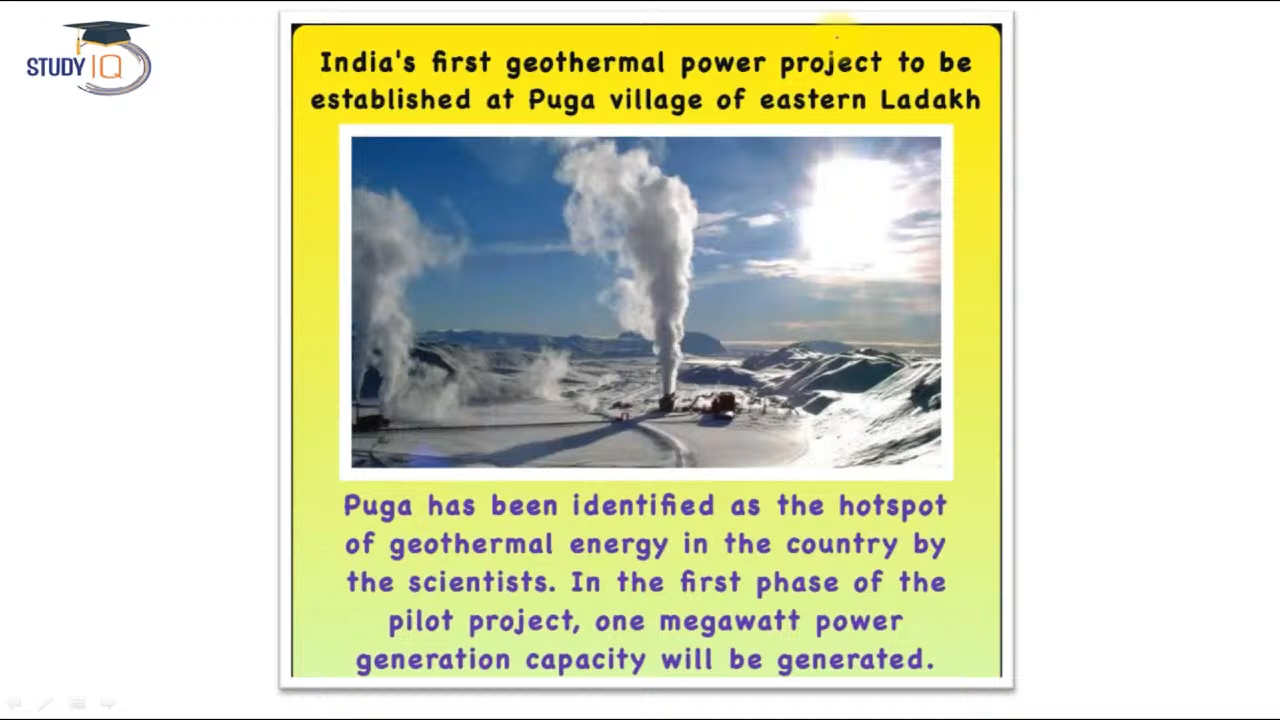 STUDY IQ
India's first geothermal power project to be
established at Puga village of eastern Ladakh
Puga has been identified as the hotspot
of geothermal energy in the country by
the scientists. In the first phase of the
pilot project, one megawatt power
generation capacity will be generated.